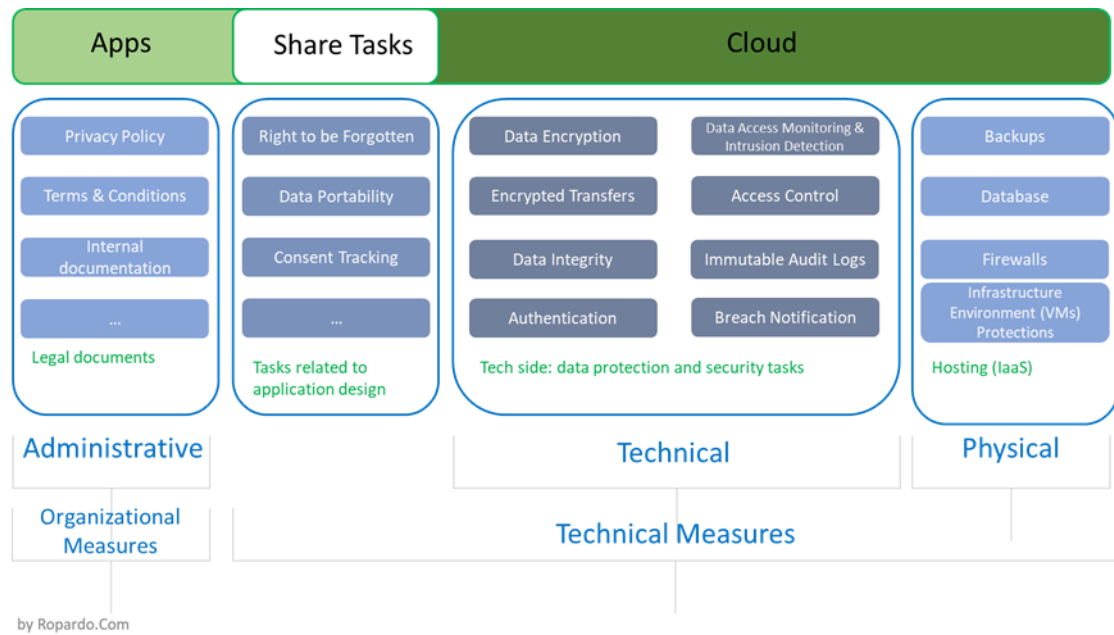 Apps
Share Tasks
Cloud
Privacy Policy
Terms & Conditions
Internal
documentation
...
Legal documents
Right to be Forgotten
Data Portability
Consent Tracking
...
Tasks related to
application design
Data Encryption
Data Access Monitoring &
Intrusion Detection
Encrypted Transfers
Access Control
Data Integrity
Immutable Audit Logs
Authentication
Breach Notification
Tech side: data protection and security tasks
Backups
Database
Firewalls
Infrastructure
Environment (VMs)
Protections
Hosting (IaaS)
Administrative
Technical
Physical
Organizational
Measures
Technical Measures
by Ropardo.Com